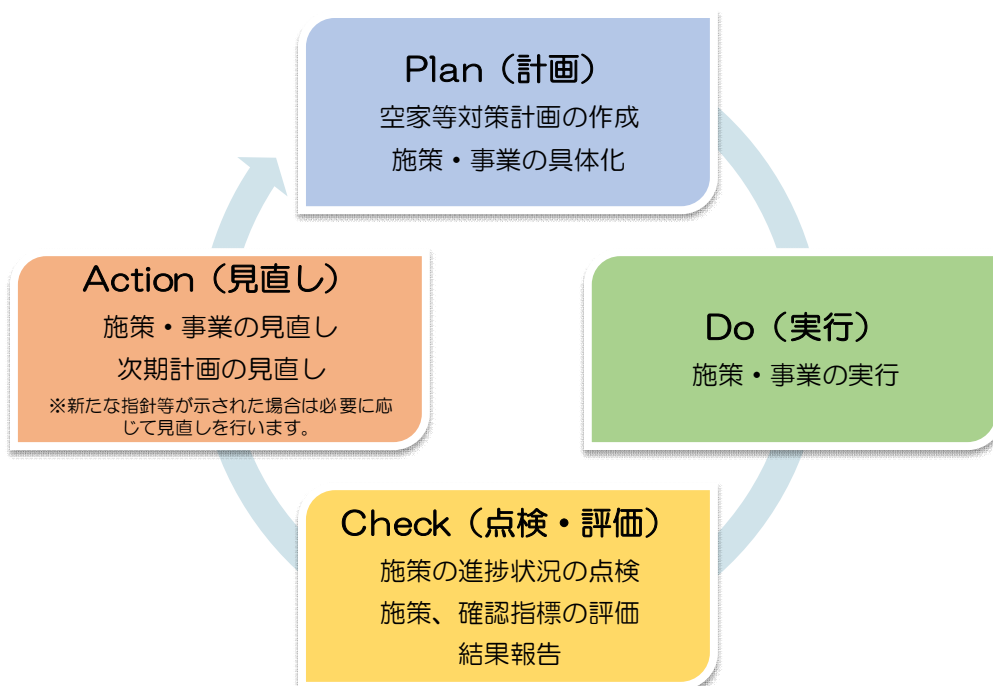 Plan（計画）
空家等対策計画の作成
施策・事業の具体化
Do（実行）
施策・事業の実行
Check（点検・評価）
施策の進捗状況の点検
施策、確認指標の評価
結果報告
Action（見直し）
施策・事業の見直し
次期計画の見直し
※新たな指針等が示された場合は必要に応
じて見直しを行います。